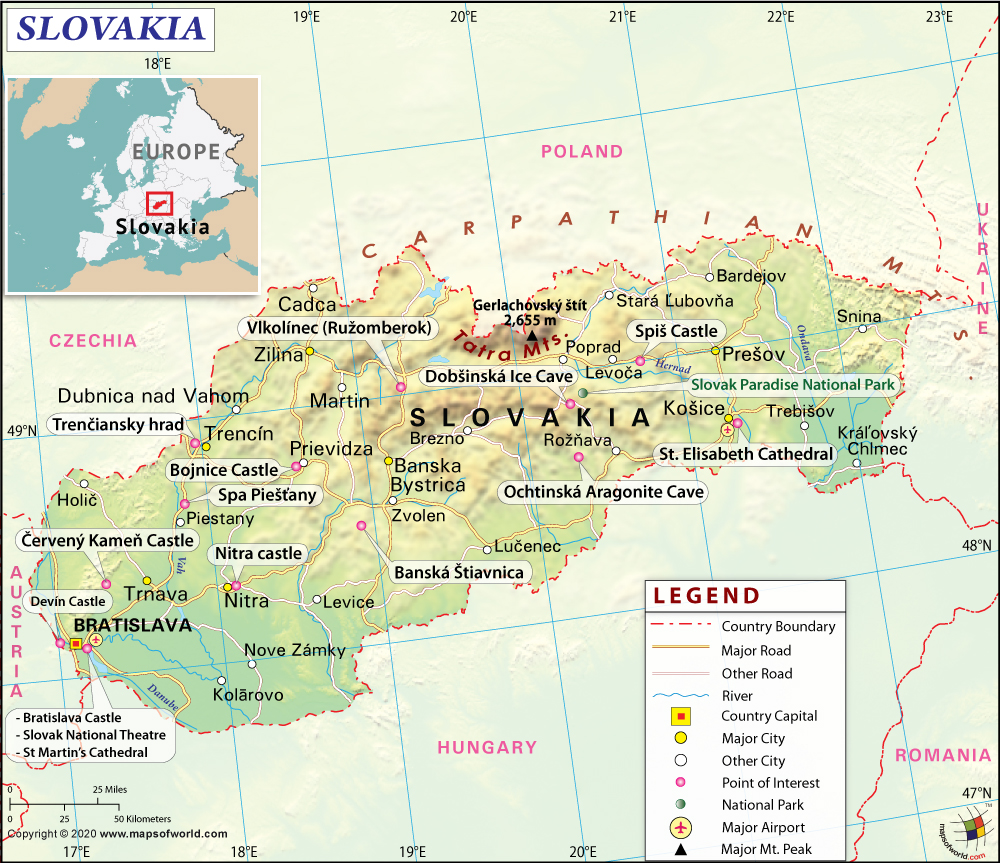 SLOVAKIA
19°E
20°E
21°E
22°E
23°E
18°E
EUROPE
Slovakia
POLAND
UKRAINE
CARPATHIAN MTS.
CZECHIA
Cadca
Gerlachovský štít
2,655 m
Stará Ľubovňa
Bardejov
Snina
Vlkolínec (Ružomberok)
Tatra Mts.
Spiš Castle
Ondava
Zilina
Poprad
Prešov
Levoča
Hernad
Dobšinská Ice Cave
Slovak Paradise National Park
Dubnica nad Vahom
Martin
SLOVAKIA
Košice
Trebišov
Trenčiansky hrad
49°N
Trencín
Brezno
Rožňava
Kráľovský
Chlmec
Prievidza
St. Elisabeth Cathedral
Bojnice Castle
Banska
Bystrica
Holič
Spa Piešťany
Ochtinská Aragonite Cave
Piestany
Zvolen
Červený Kameň Castle
Nitra castle
Lučenec
48°N
Vah
Banská Štiavnica
AUSTRIA
Trnava
Nitra
Levice
Devín Castle
BRATISLAVA
Nove Zámky
Kolārovo
Danube
- Bratislava Castle
- Slovak National Theatre
- St Martin's Cathedral
HUNGARY
ROMANIA
LEGEND
Country Boundary
Major Road
Other Road
River
Country Capital
Major City
Other City
Point of Interest
National Park
Major Airport
Major Mt. Peak
0 25 Miles
0 25 50 Kilometers
Copyright © 2020 www.mapsofworld.com
47°N
TM
mapsofworld.com
17°E
18°E
19°E
20°E